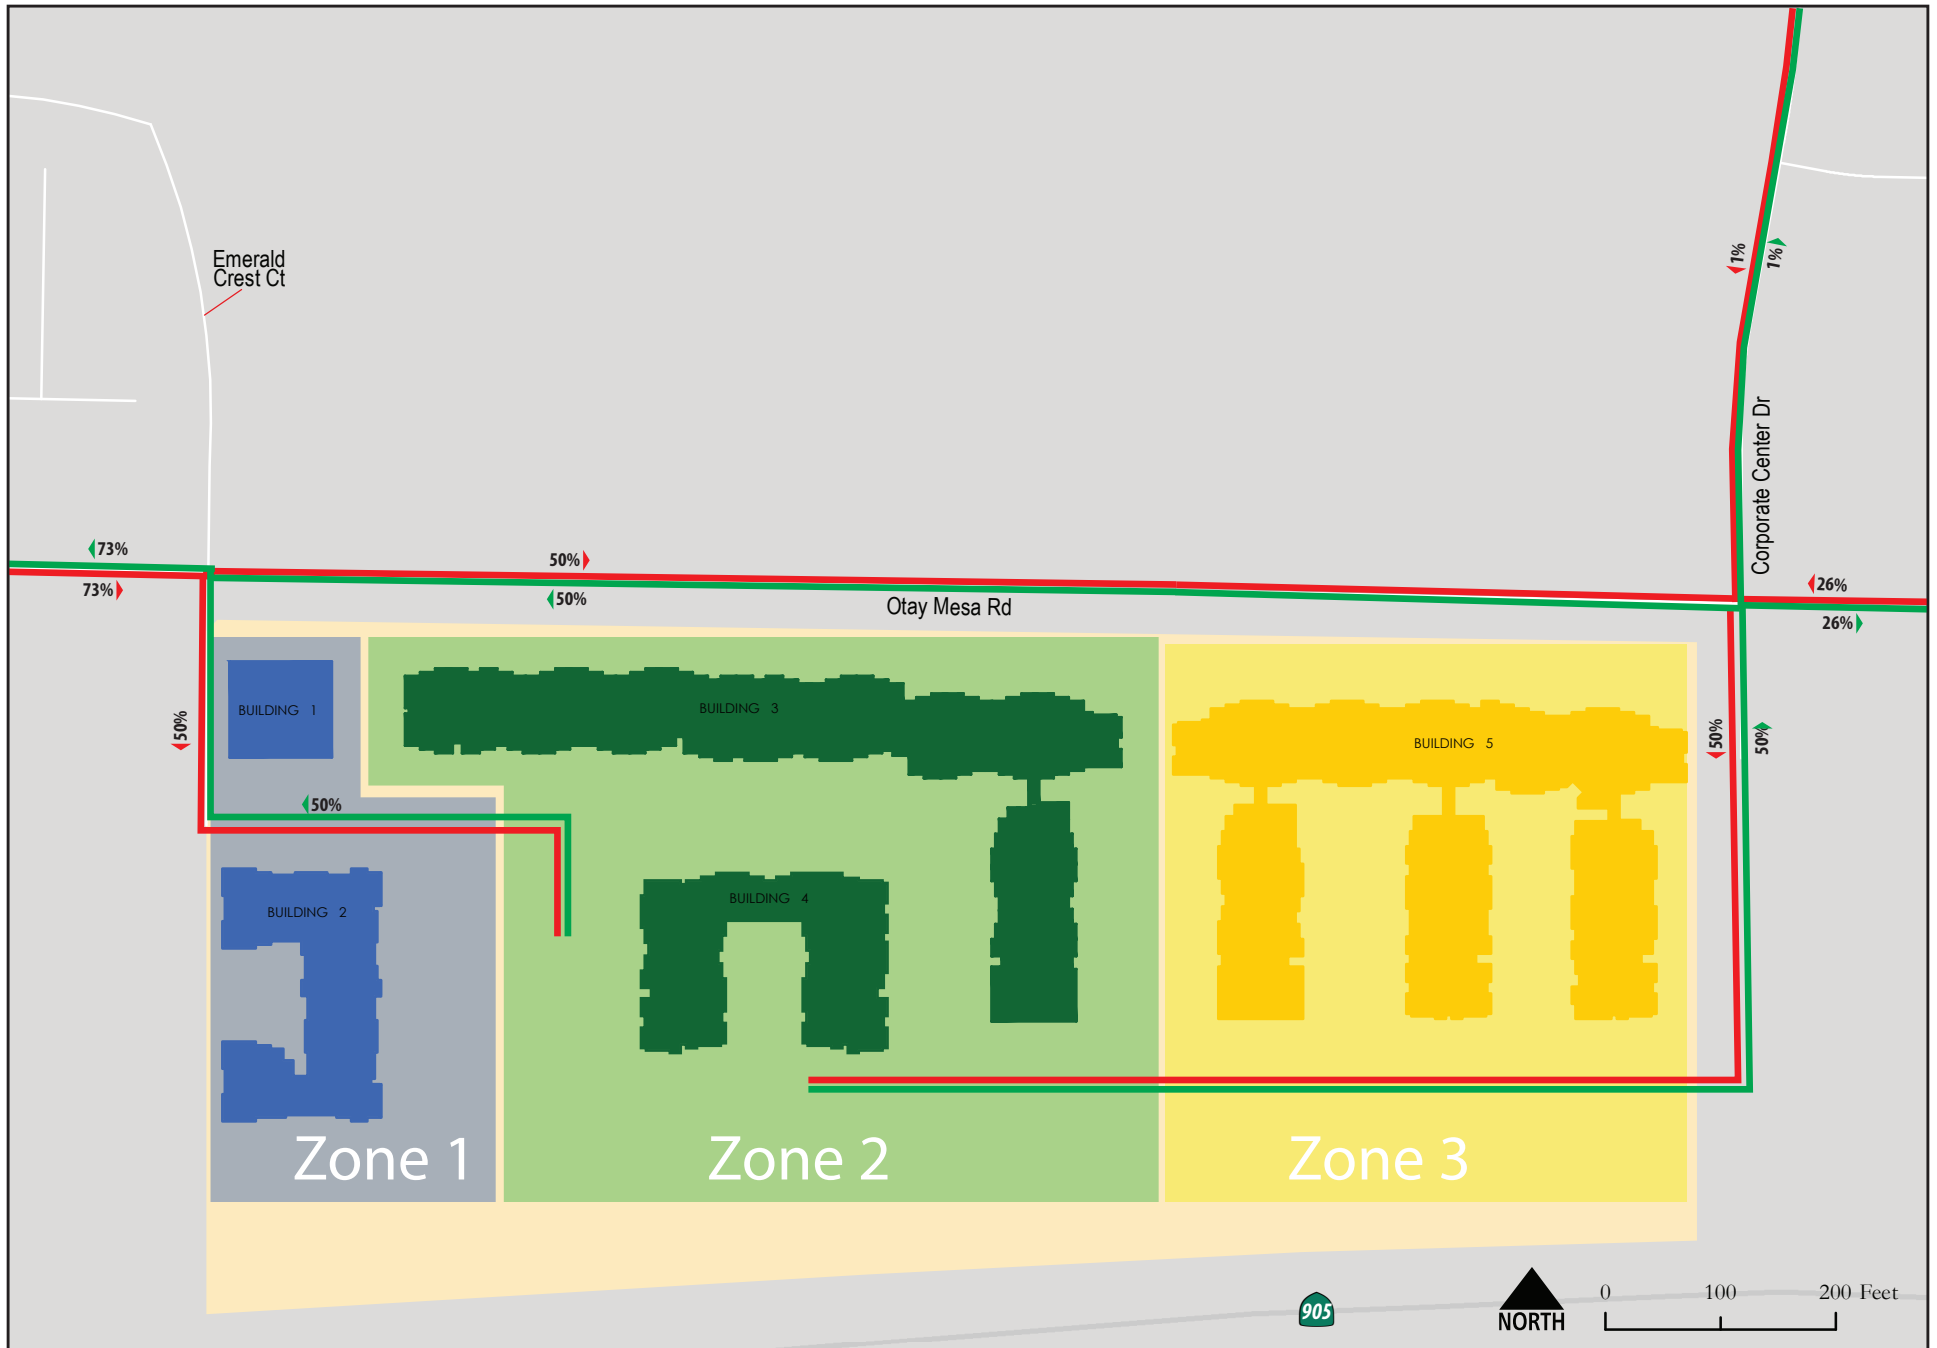 1%
1%
Emerald
Crest Ct
Corporate Center Dr
73%
50%
26%
73%
50%
Otay Mesa Rd
26%
BUILDING 1
BUILDING 3
50%
50%
50%
BUILDING 5
50%
BUILDING 4
BUILDING 2
Zone 1
Zone 2
Zone 3
905
NORTH
0 100 200 Feet